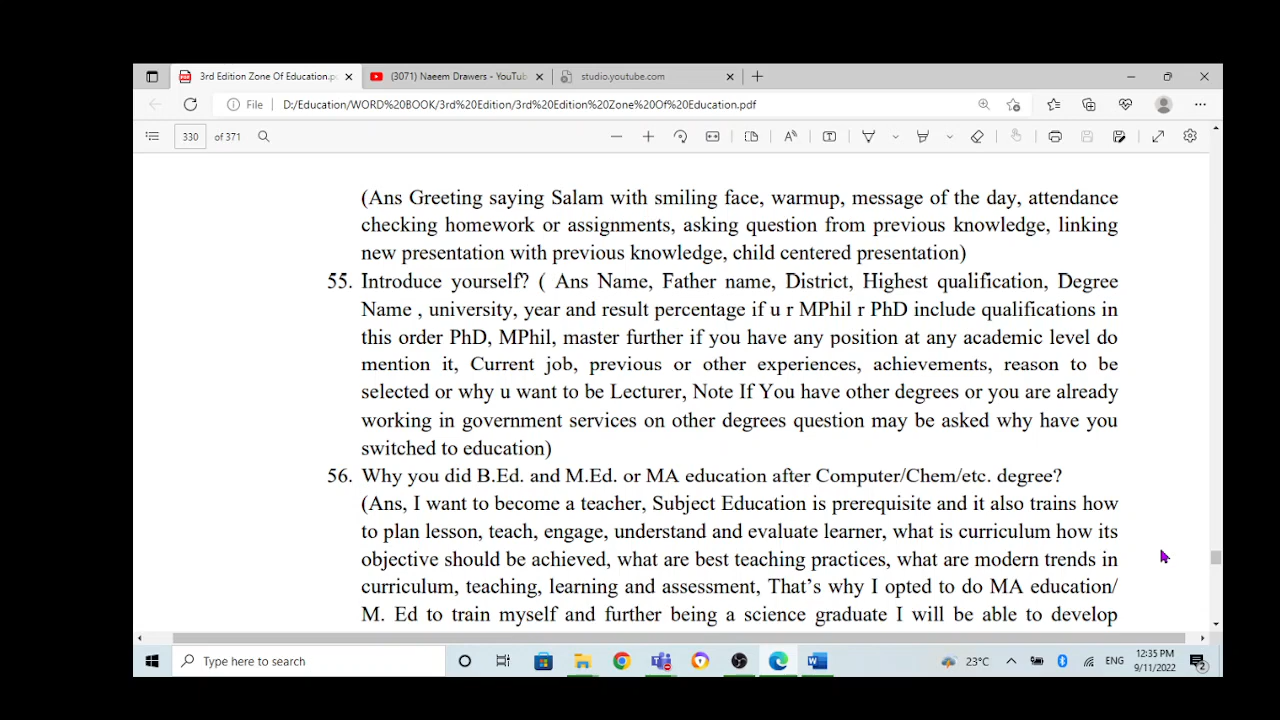 3rd Edition Zone Of Education.p
(3071) Naeem Drawers - YouTub
studio.youtube.com
File
D:/Education/WORD%20BOOK/3rd%20Edition/3rd%20Edition%20Zone%20Of%20Education.pdf
330 of 371
(Ans Greeting saying Salam with smiling face, warmup, message of the day, attendance
checking homework or assignments, asking question from previous knowledge, linking
new presentation with previous knowledge, child centered presentation)
55. Introduce yourself? ( Ans Name, Father name, District, Highest qualification, Degree
Name , university, year and result percentage if u r MPhil r PhD include qualifications in
this order PhD, MPhil, master further if you have any position at any academic level do
mention it, Current job, previous or other experiences, achievements, reason to be
selected or why u want to be Lecturer, Note If You have other degrees or you are already
working in government services on other degrees question may be asked why have you
switched to education)
56. Why you did B.Ed. and M.Ed. or MA education after Computer/Chem/etc. degree?
(Ans, I want to become a teacher, Subject Education is prerequisite and it also trains how
to plan lesson, teach, engage, understand and evaluate learner, what is curriculum how its
objective should be achieved, what are best teaching practices, what are modern trends in
curriculum, teaching, learning and assessment, That's why I opted to do MA education/
M. Ed to train myself and further being a science graduate I will be able to develop
Type here to search
23°C
ENG
12:35 PM
9/11/2022
2